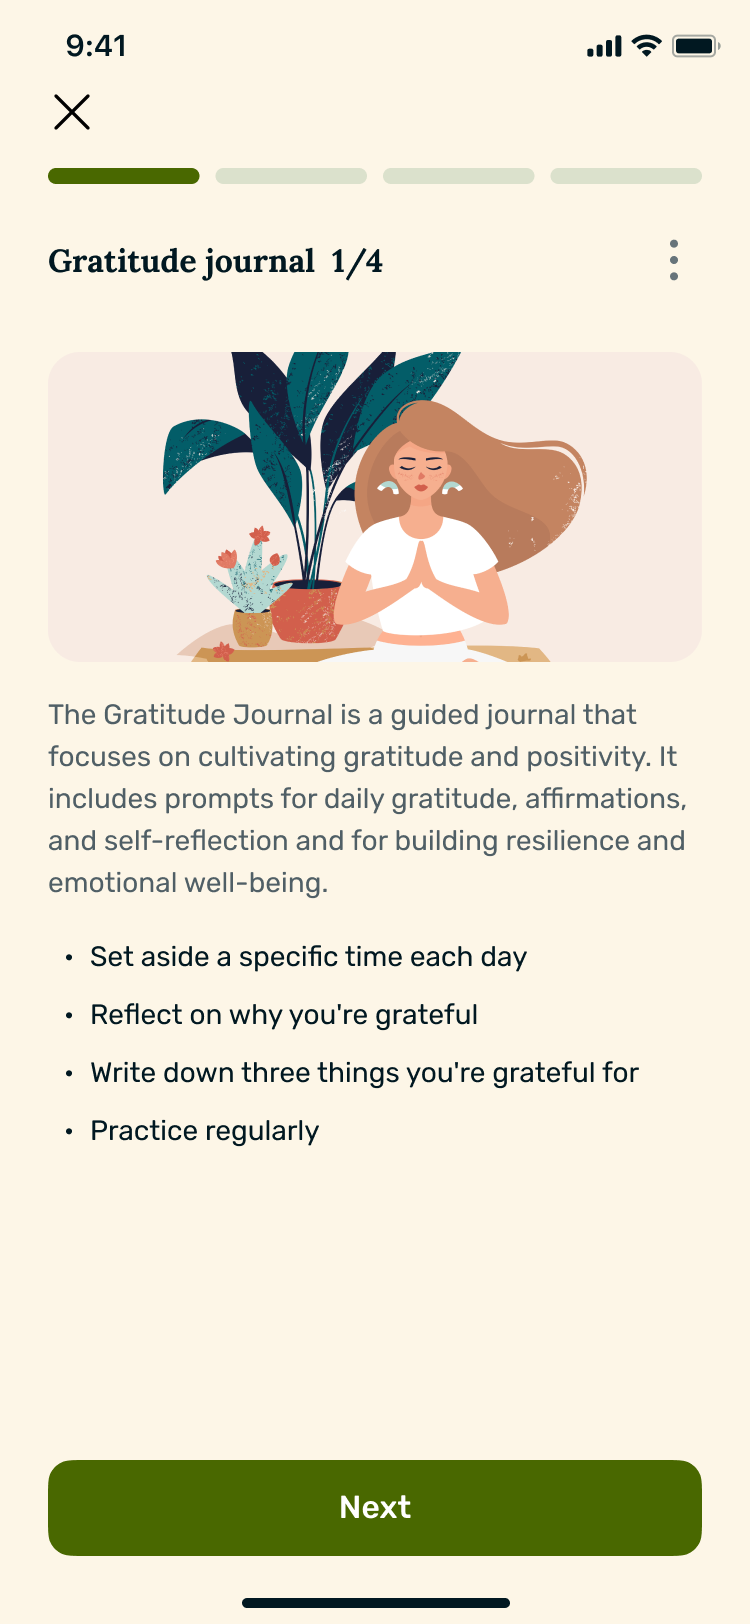 9:41
Gratitude journal 1/4
The Gratitude Journal is a guided journal that
focuses on cultivating gratitude and positivity. It
includes prompts for daily gratitude, affirmations,
and self-reflection and for building resilience and
emotional well-being.
• Set aside a specific time each day
• Reflect on why you're grateful
• Write down three things you're grateful for
• Practice regularly
Next